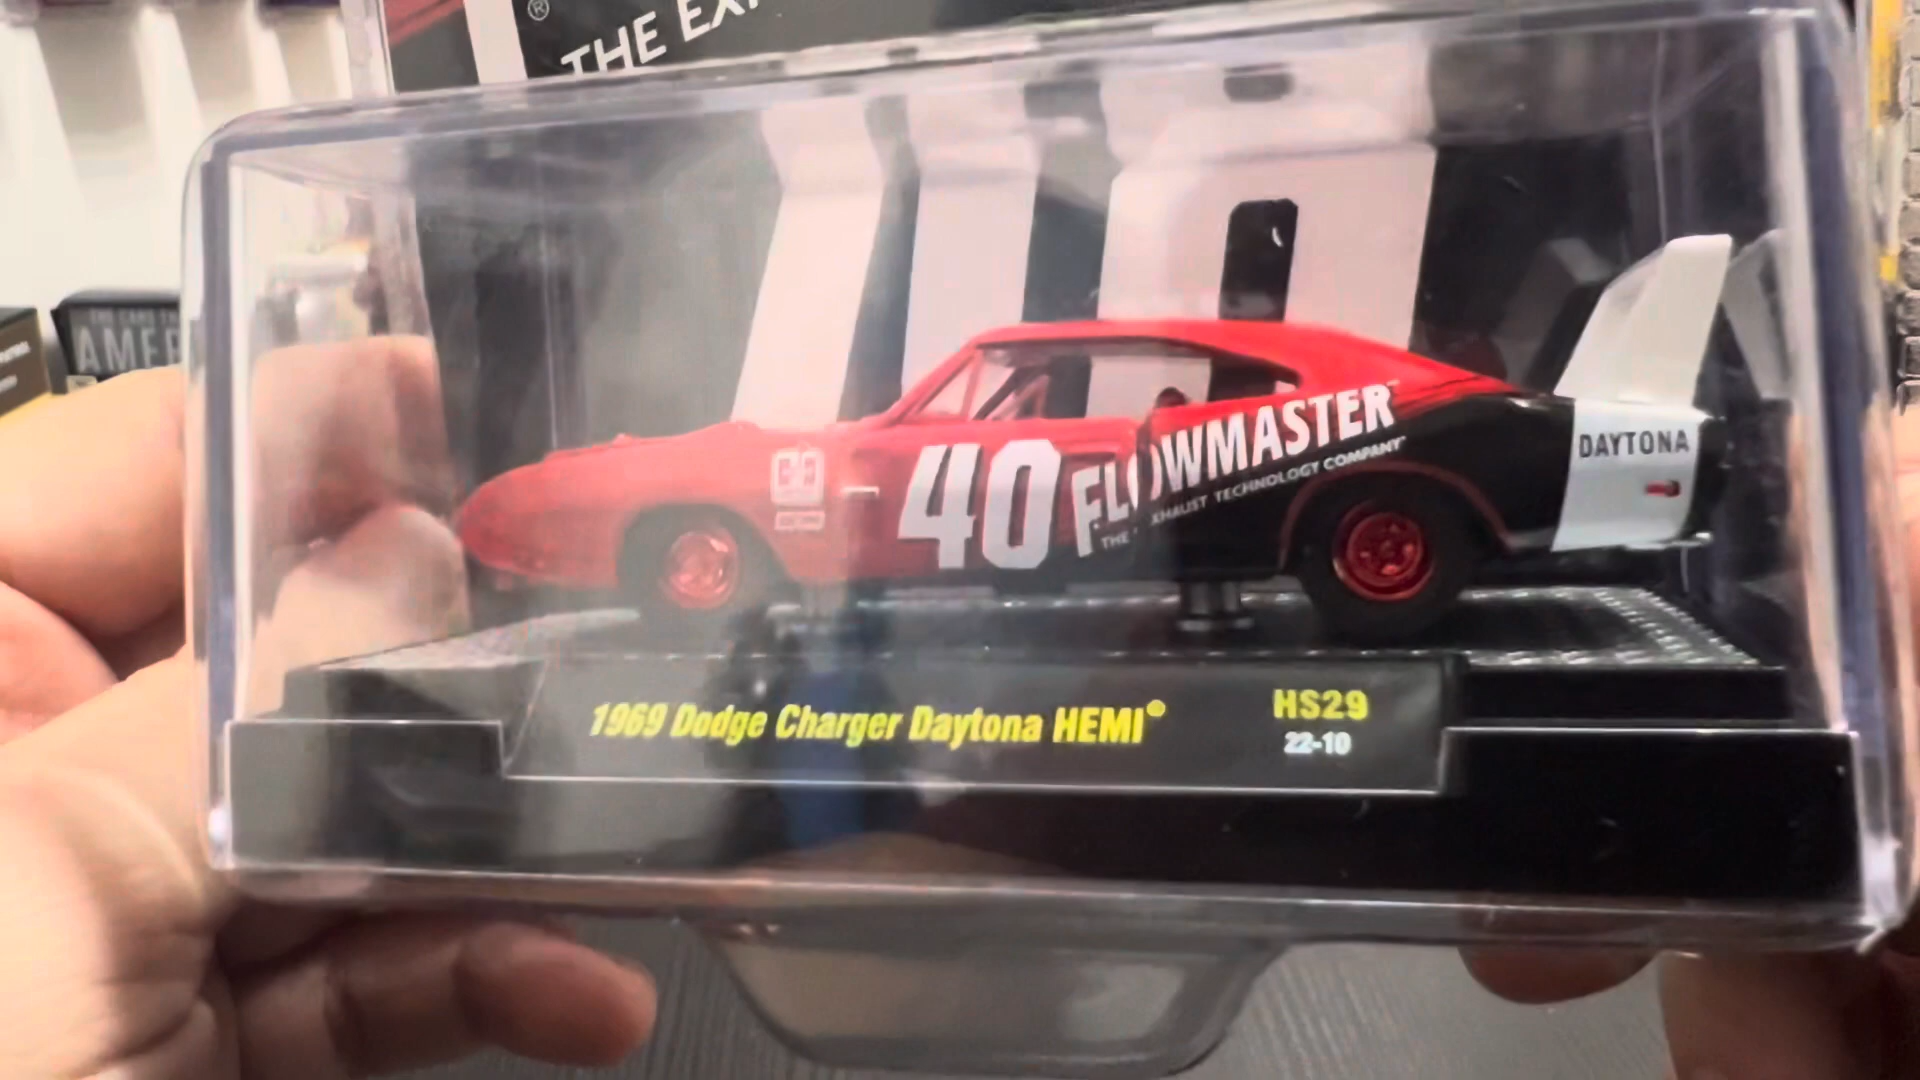 ®
THE EX
AMER
DAYTONA
40 FLOWMASTER
THE EXHAUST TECHNOLOGY COMPANY
1969 Dodge Charger Daytona HEMI®
HS29
22-10